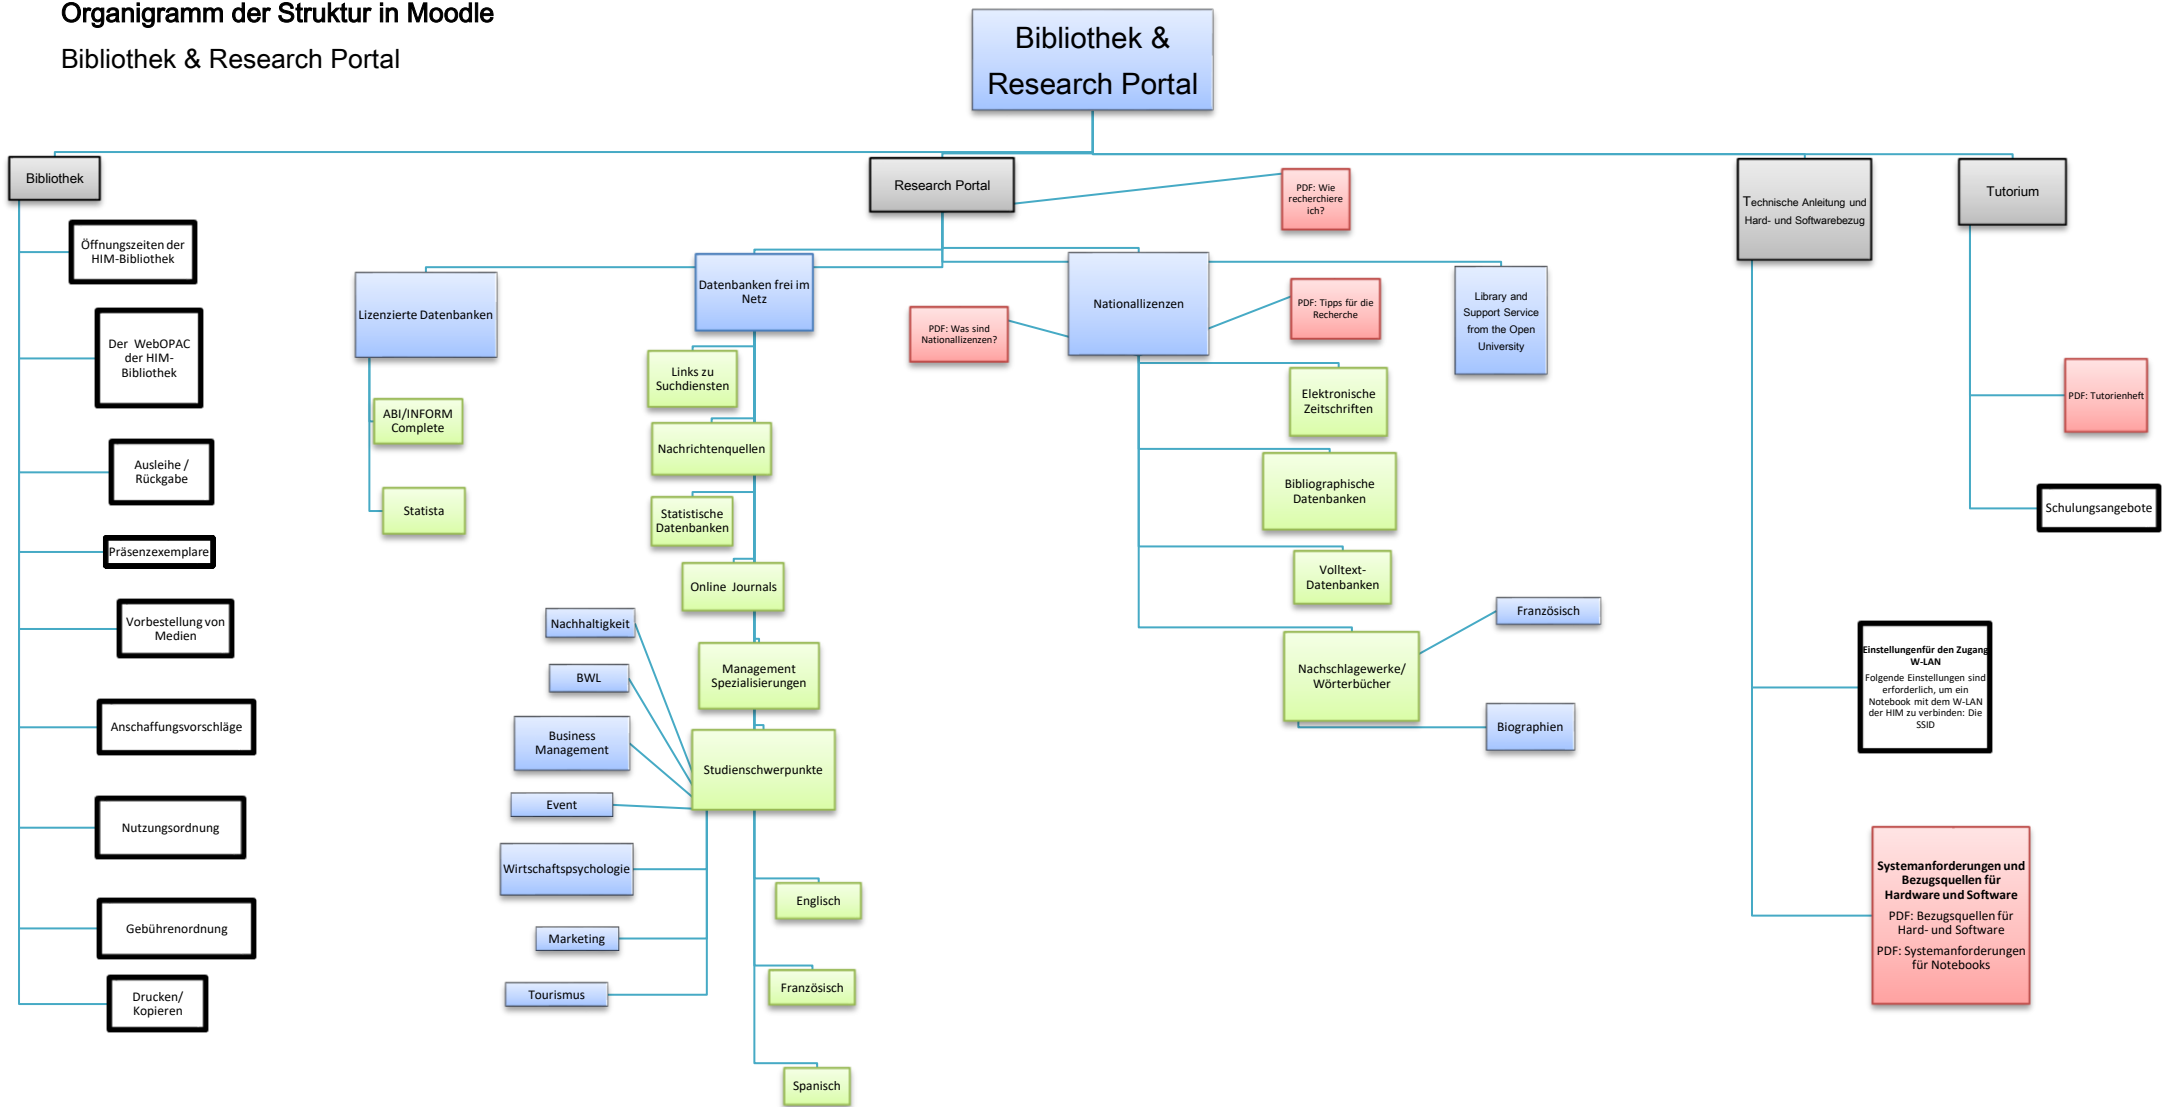 Organigramm der Struktur in Moodle
Bibliothek & Research Portal
Bibliothek &
Research Portal
Bibliothek
Öffnungszeiten der
HIM-Bibliothek
Der WebOPAC
der HIM-
Bibliothek
Ausleihe /
Rückgabe
Präsenzexemplare
Vorbestellung von
Medien
Anschaffungsvorschläge
Nutzungsordnung
Gebührenordnung
Drucken/
Kopieren
Research Portal
PDF: Wie
recherchiere
ich?
Lizenzierte Datenbanken
ABI/INFORM
Complete
Statista
Datenbanken frei im
Netz
Links zu
Suchdiensten
Nachrichtenquellen
Statistische
Datenbanken
Online Journals
Management
Spezialisierungen
Studienschwerpunkte
Nachhaltigkeit
BWL
Business
Management
Event
Wirtschaftspsychologie
Marketing
Tourismus
Englisch
Französisch
Spanisch
Nationallizenzen
PDF: Was sind
Nationallizenzen?
PDF: Tipps für die
Recherche
Elektronische
Zeitschriften
Bibliographische
Datenbanken
Volltext-
Datenbanken
Nachschlagewerke/
Wörterbücher
Französisch
Biographien
Library and
Support Service
from the Open
University
Technische Anleitung und
Hard- und Softwarebezug
Einstellungenfür den Zugang
W-LAN
Folgende Einstellungen sind
erforderlich, um ein
Notebook mit dem W-LAN
der HIM zu verbinden: Die
SSID
Systemanforderungen und
Bezugsquellen für
Hardware und Software
PDF: Bezugsquellen für
Hard- und Software
PDF: Systemanforderungen
für Notebooks
Tutorium
PDF: Tutorienheft
Schulungsangebote